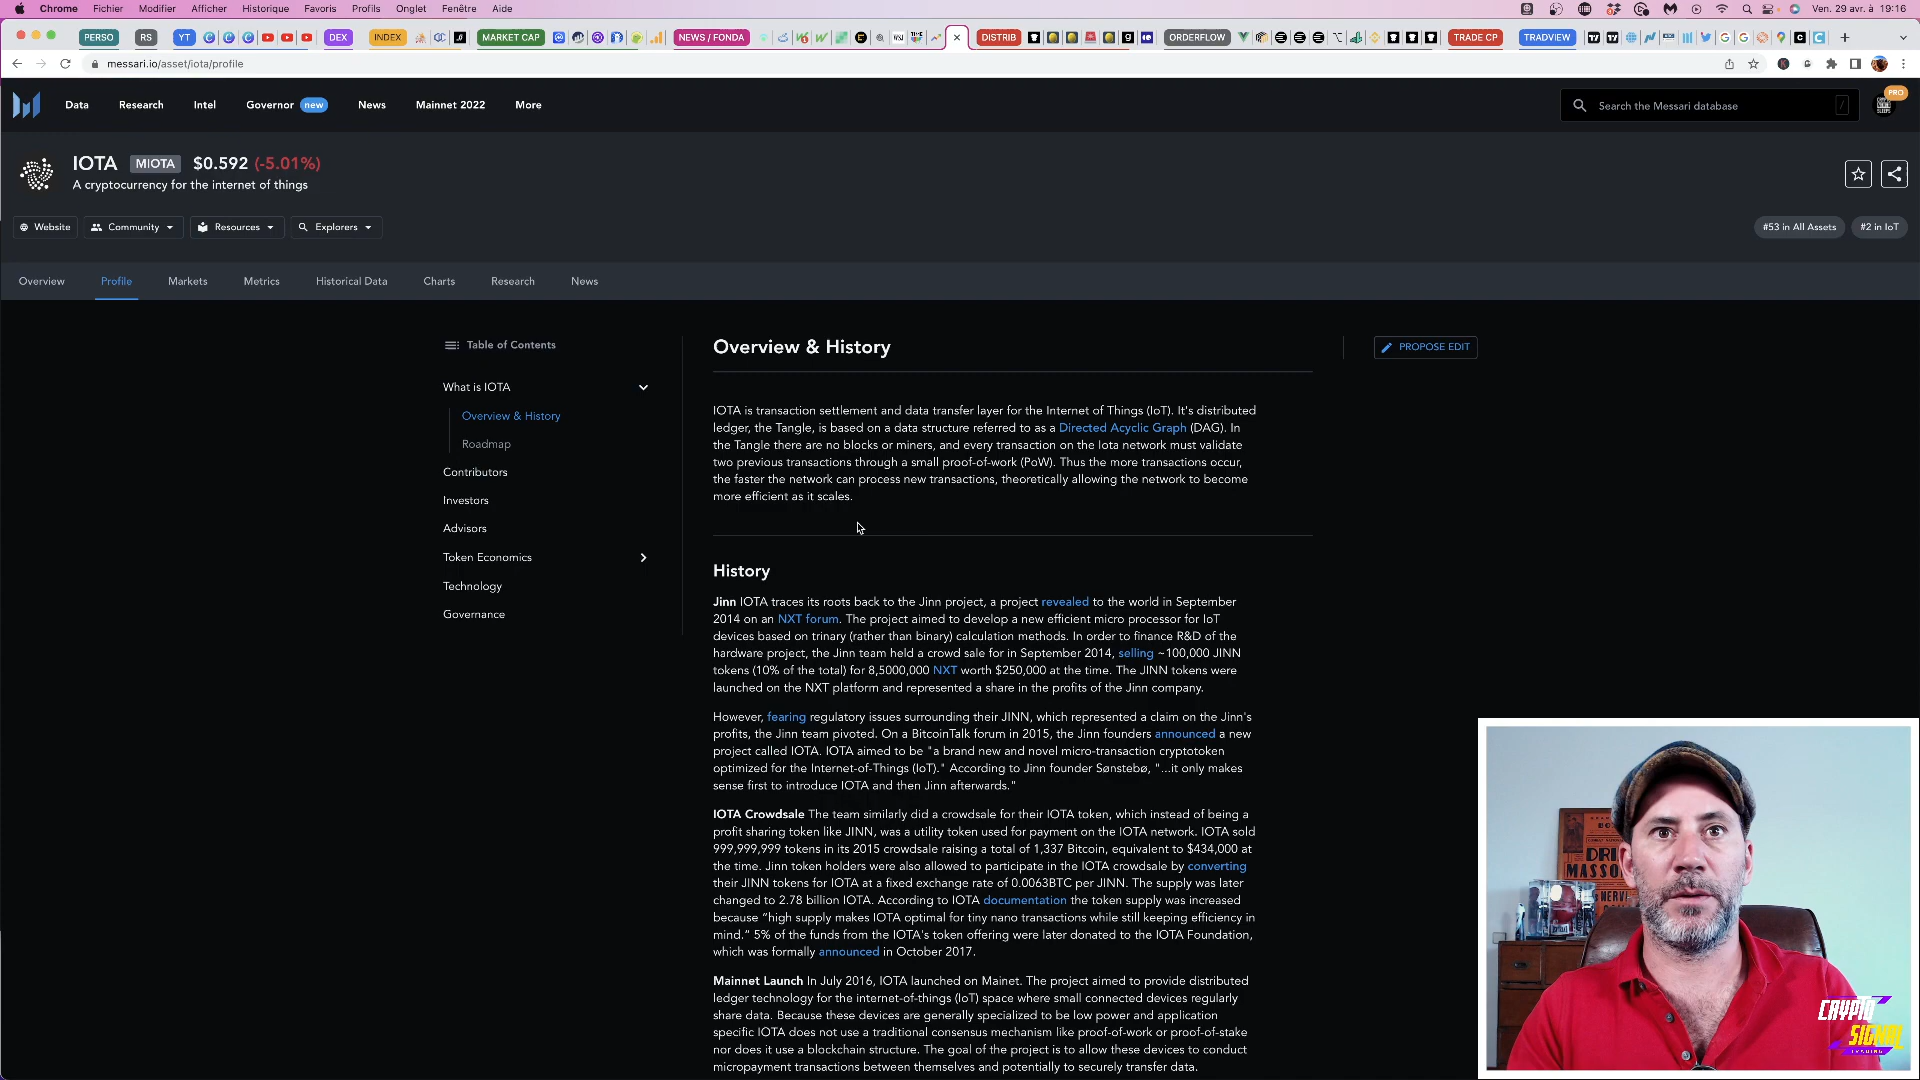 Chrome Fichier Modifier Afficher Historique Favoris Profils Onglet Fenêtre Aide Ven. 29 avr. à 19:16
PERSO RS YT DEX INDEX MARKET CAP NEWS / FONDA DISTRIB ORDERFLOW TRADE CP TRADVIEW
messari.io/asset/iota/profile
Data Research Intel Governor new News Mainnet 2022 More Search the Messari database / PRO
IOTA MIOTA $0.592 (-5.01%)
A cryptocurrency for the internet of things
Website Community Resources Explorers #53 in All Assets #2 in IoT
Overview Profile Markets Metrics Historical Data Charts Research News
Table of Contents
What is IOTA
Overview & History
Roadmap
Contributors
Investors
Advisors
Token Economics
Technology
Governance
Overview & History
PROPOSE EDIT
IOTA is transaction settlement and data transfer layer for the Internet of Things (IoT). It's distributed
ledger, the Tangle, is based on a data structure referred to as a Directed Acyclic Graph (DAG). In
the Tangle there are no blocks or miners, and every transaction on the Iota network must validate
two previous transactions through a small proof-of-work (PoW). Thus the more transactions occur,
the faster the network can process new transactions, theoretically allowing the network to become
more efficient as it scales.
History
Jinn IOTA traces its roots back to the Jinn project, a project revealed to the world in September
2014 on an NXT forum. The project aimed to develop a new efficient micro processor for IoT
devices based on trinary (rather than binary) calculation methods. In order to finance R&D of the
hardware project, the Jinn team held a crowd sale for in September 2014, selling ~100,000 JINN
tokens (10% of the total) for 8,5000,000 NXT worth $250,000 at the time. The JINN tokens were
launched on the NXT platform and represented a share in the profits of the Jinn company.
However, fearing regulatory issues surrounding their JINN, which represented a claim on the Jinn's
profits, the Jinn team pivoted. On a BitcoinTalk forum in 2015, the Jinn founders announced a new
project called IOTA. IOTA aimed to be "a brand new and novel micro-transaction cryptotoken
optimized for the Internet-of-Things (IoT)." According to Jinn founder Sønstebø, "...it only makes
sense first to introduce IOTA and then Jinn afterwards."
IOTA Crowdsale The team similarly did a crowdsale for their IOTA token, which instead of being a
profit sharing token like JINN, was a utility token used for payment on the IOTA network. IOTA sold
999,999,999 tokens in its 2015 crowdsale raising a total of 1,337 Bitcoin, equivalent to $434,000 at
the time. Jinn token holders were also allowed to participate in the IOTA crowdsale by converting
their JINN tokens for IOTA at a fixed exchange rate of 0.0063BTC per JINN. The supply was later
changed to 2.78 billion IOTA. According to IOTA documentation the token supply was increased
because “high supply makes IOTA optimal for tiny nano transactions while still keeping efficiency in
mind.” 5% of the funds from the IOTA's token offering were later donated to the IOTA Foundation,
which was formally announced in October 2017.
Mainnet Launch In July 2016, IOTA launched on Mainet. The project aimed to provide distributed
ledger technology for the internet-of-things (IoT) space where small connected devices regularly
share data. Because these devices are generally specialized to be low power and application
specific IOTA does not use a traditional consensus mechanism like proof-of-work or proof-of-stake
nor does it use a blockchain structure. The goal of the project is to allow these devices to conduct
micropayment transactions between themselves and potentially to securely transfer data.
CRYPTO
SIGNAL
TRADING